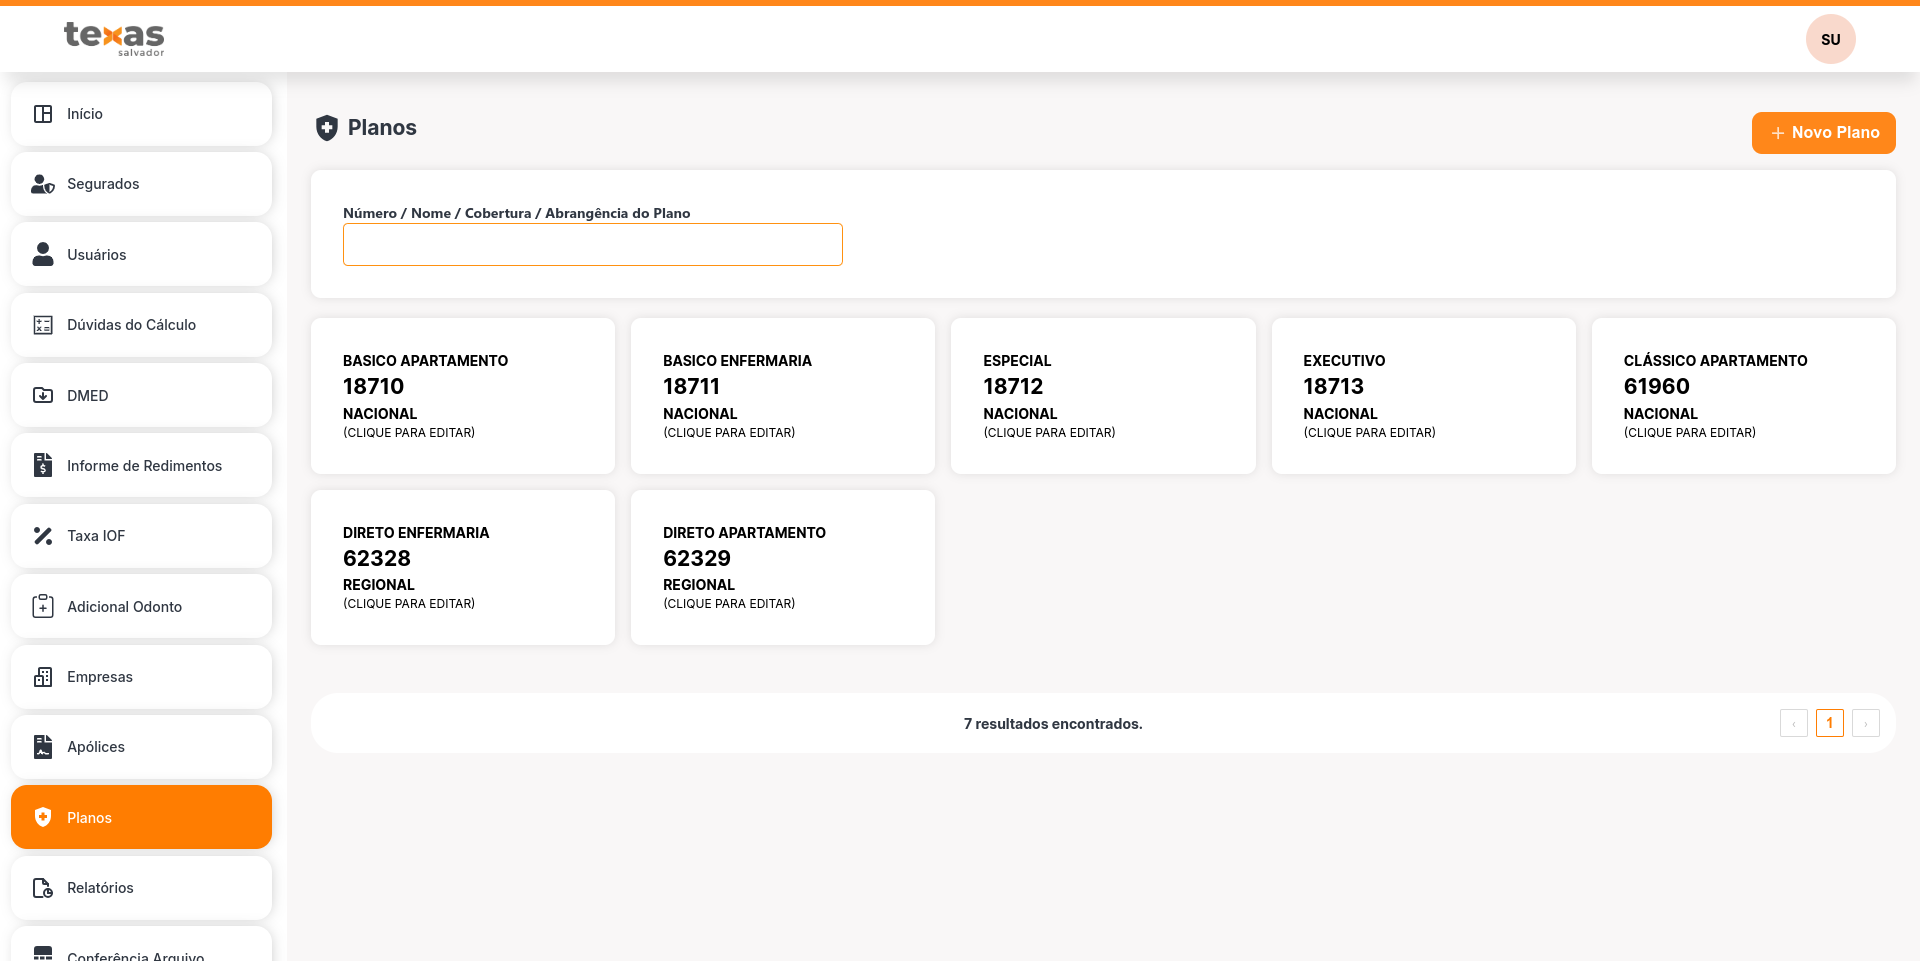 texas
salvador
SU
Início
Segurados
Usuários
Dúvidas do Cálculo
DMED
Informe de Redimentos
Taxa IOF
Adicional Odonto
Empresas
Apólices
Planos
Relatórios
Conferência Arquivo
Planos
+ Novo Plano
Número / Nome / Cobertura / Abrangência do Plano
BASICO APARTAMENTO
18710
NACIONAL
(CLIQUE PARA EDITAR)
BASICO ENFERMARIA
18711
NACIONAL
(CLIQUE PARA EDITAR)
ESPECIAL
18712
NACIONAL
(CLIQUE PARA EDITAR)
EXECUTIVO
18713
NACIONAL
(CLIQUE PARA EDITAR)
CLÁSSICO APARTAMENTO
61960
NACIONAL
(CLIQUE PARA EDITAR)
DIRETO ENFERMARIA
62328
REGIONAL
(CLIQUE PARA EDITAR)
DIRETO APARTAMENTO
62329
REGIONAL
(CLIQUE PARA EDITAR)
7 resultados encontrados.
‹ 1 ›